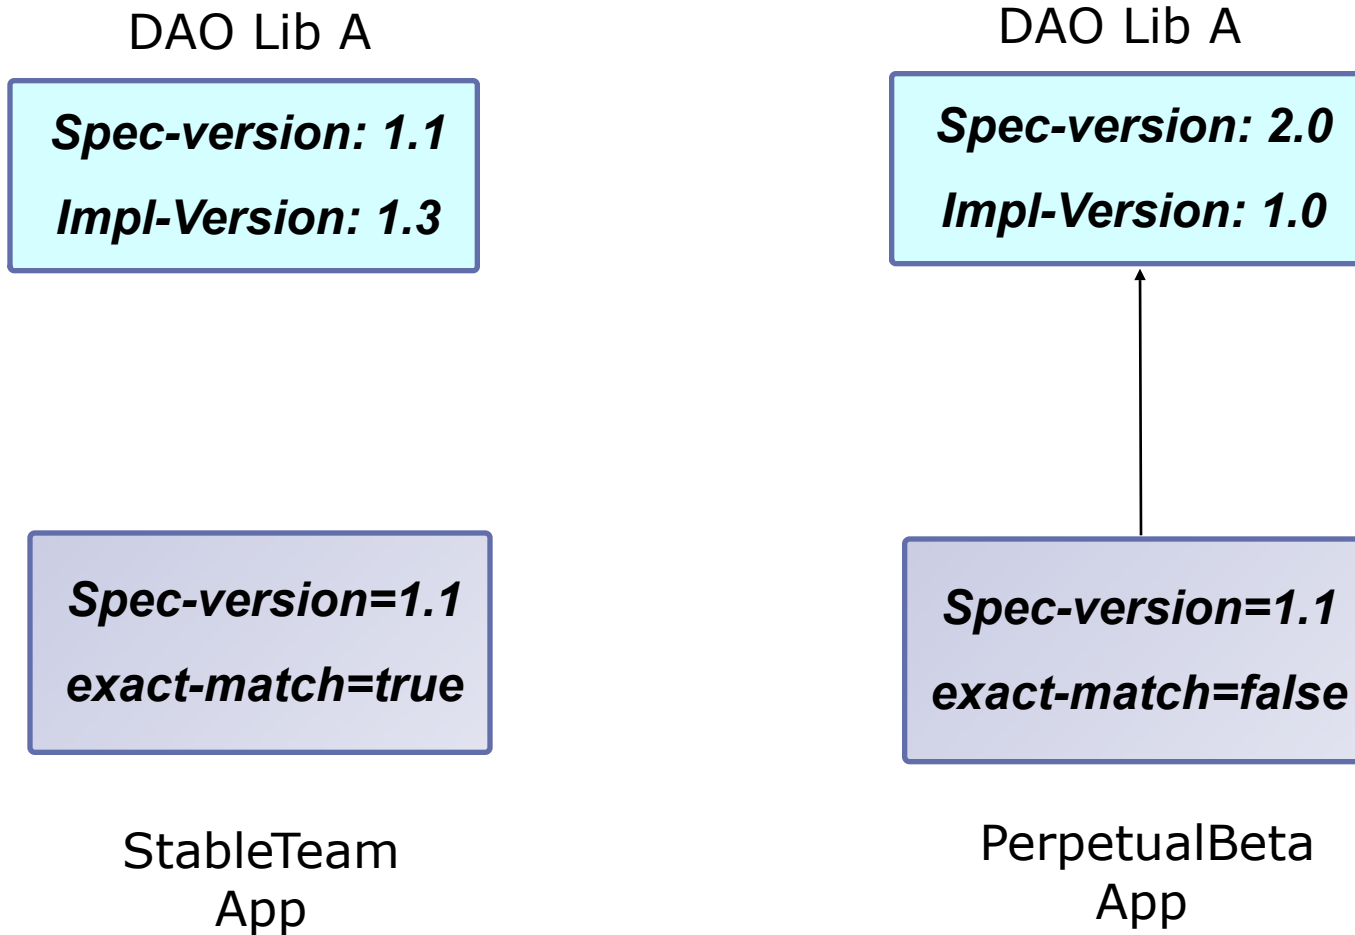 DAO Lib A
Spec-version: 1.1
Impl-Version: 1.3
DAO Lib A
Spec-version: 2.0
Impl-Version: 1.0
Spec-version=1.1
exact-match=true
StableTeam
App
Spec-version=1.1
exact-match=false
PerpetualBeta
App